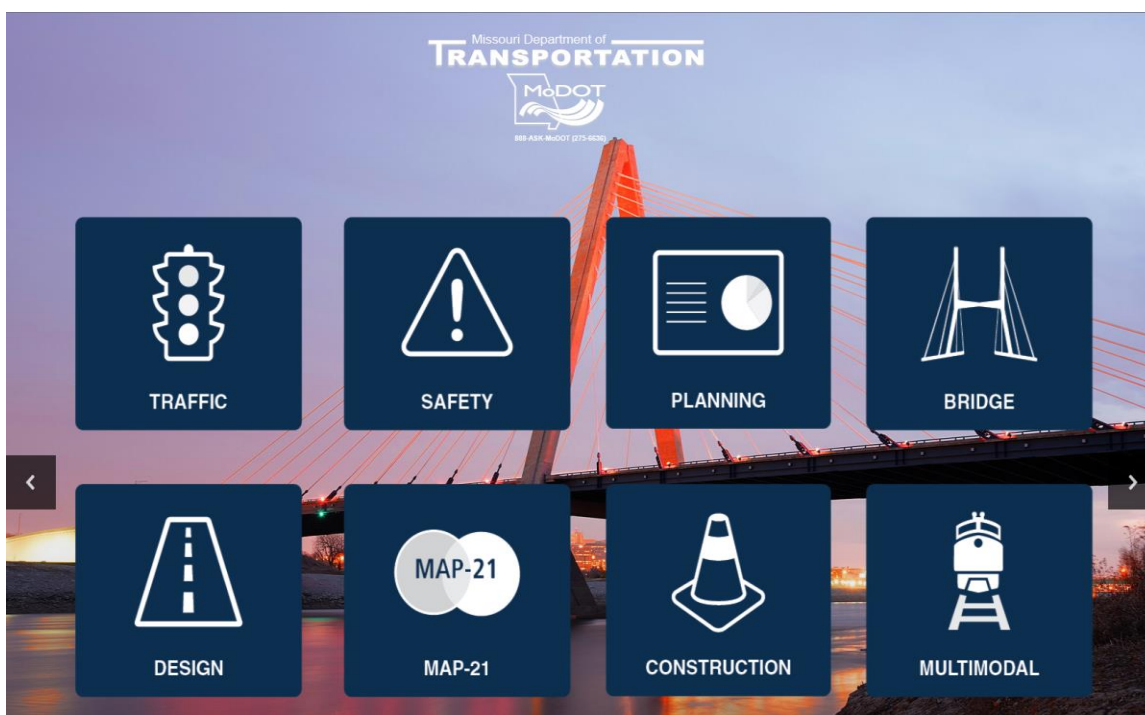 Missouri Department of
TRANSPORTATION
MoDOT
888-ASK-MoDOT (275-6636)
TRAFFIC
SAFETY
PLANNING
BRIDGE
MAP-21
DESIGN
MAP-21
CONSTRUCTION
MULTIMODAL